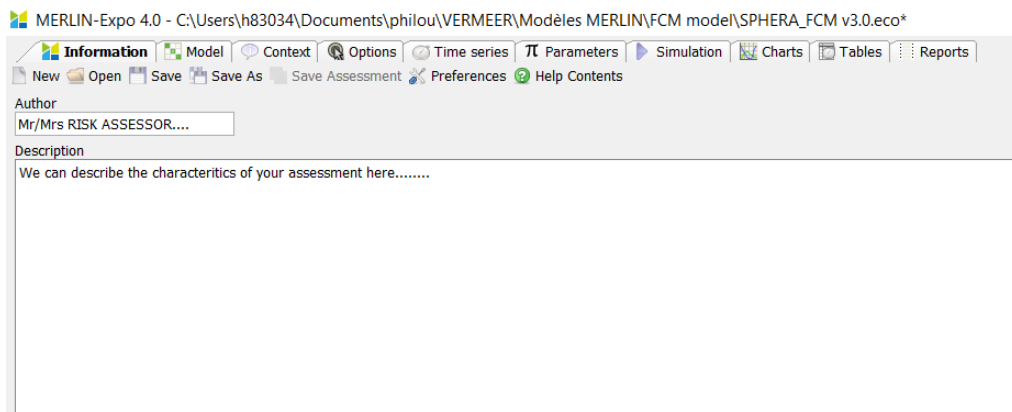 MERLIN-Expo 4.0 - C:\Users\h83034\Documents\philou\VERMEER\Modèles MERLIN\FCM model\SPHERA_FCM v3.0.eco*
Information Model Context Options Time series π Parameters Simulation Charts Tables Reports
New Open Save Save As Save Assessment Preferences Help Contents
Author
Mr/Mrs RISK ASSESSOR....
Description
We can describe the characteritics of your assessment here........